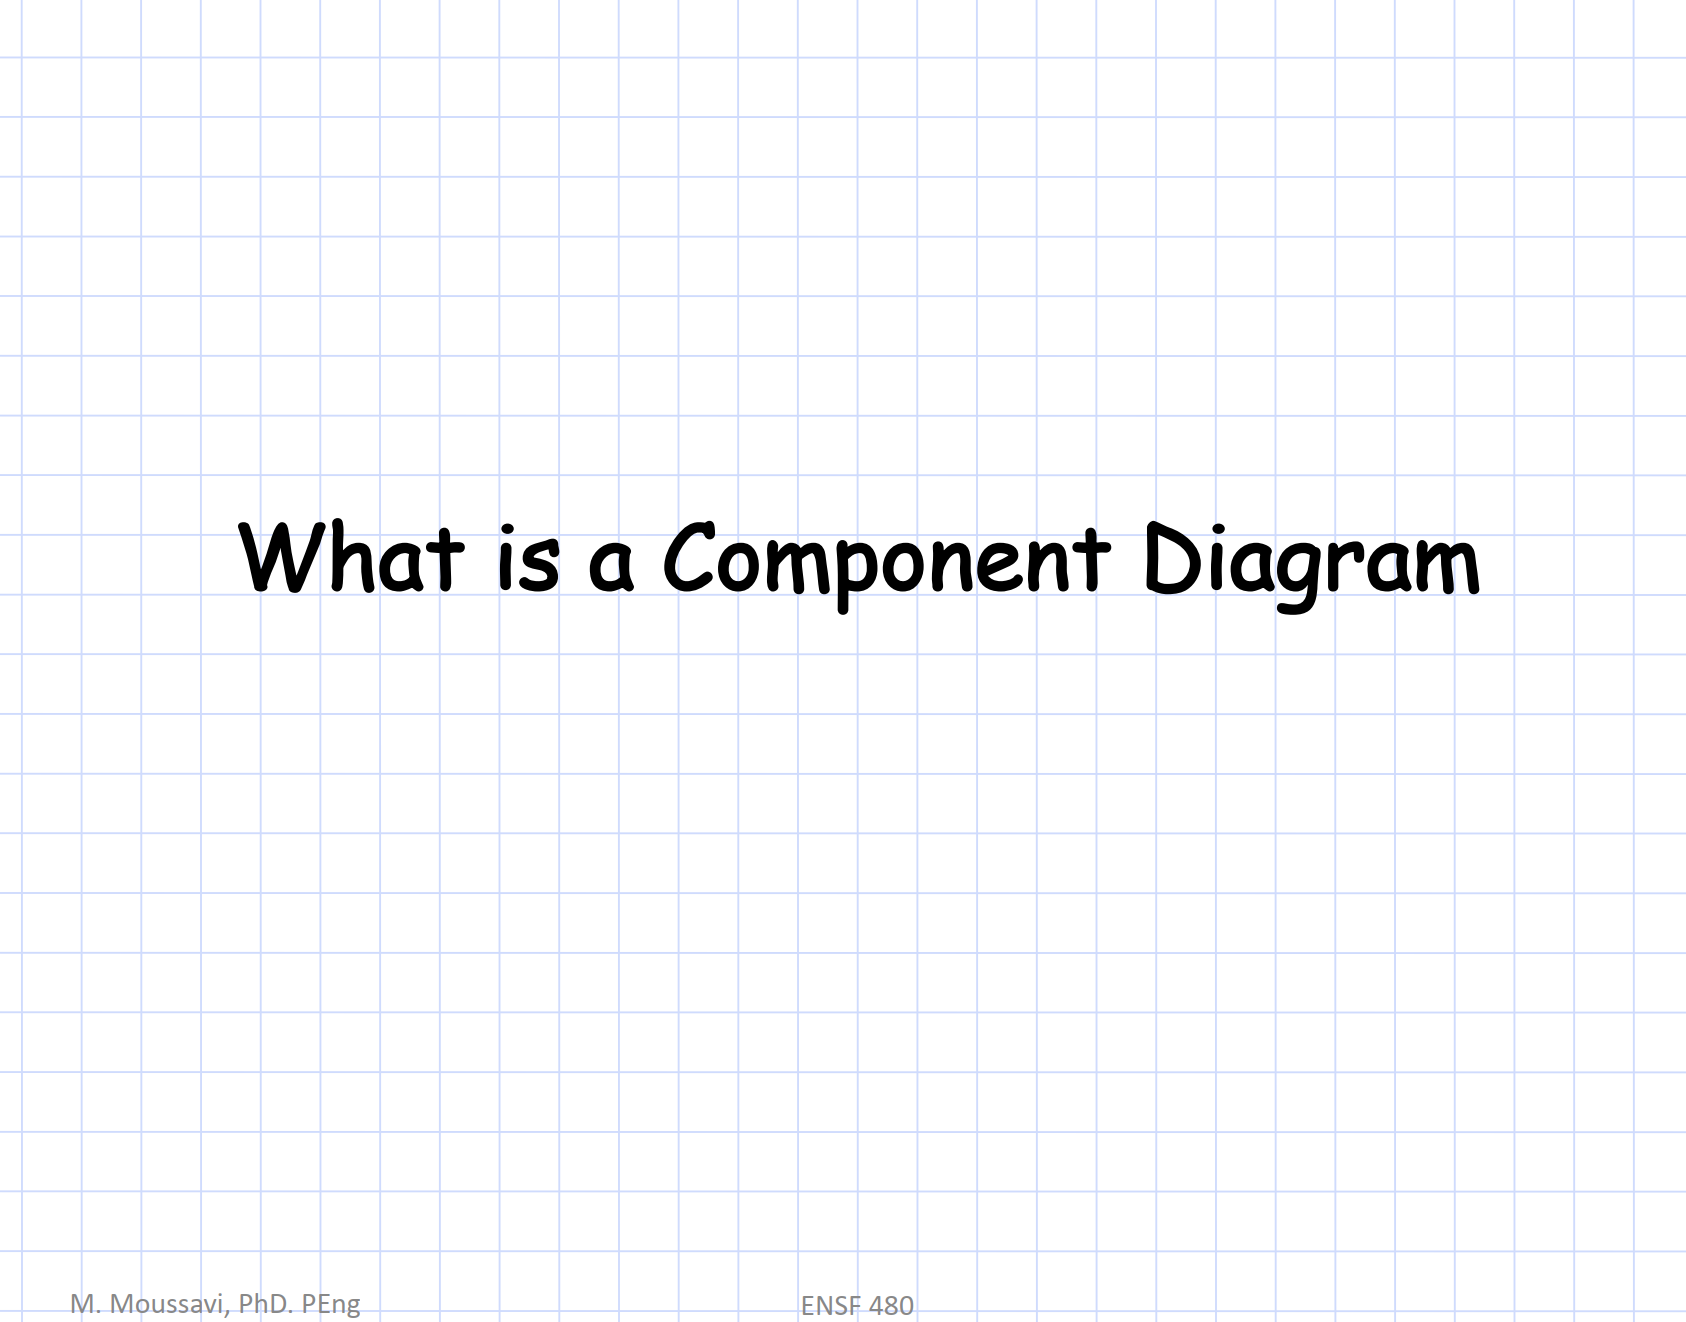 What is a Component Diagram
M. Moussavi, PhD. PEng
ENSF 480